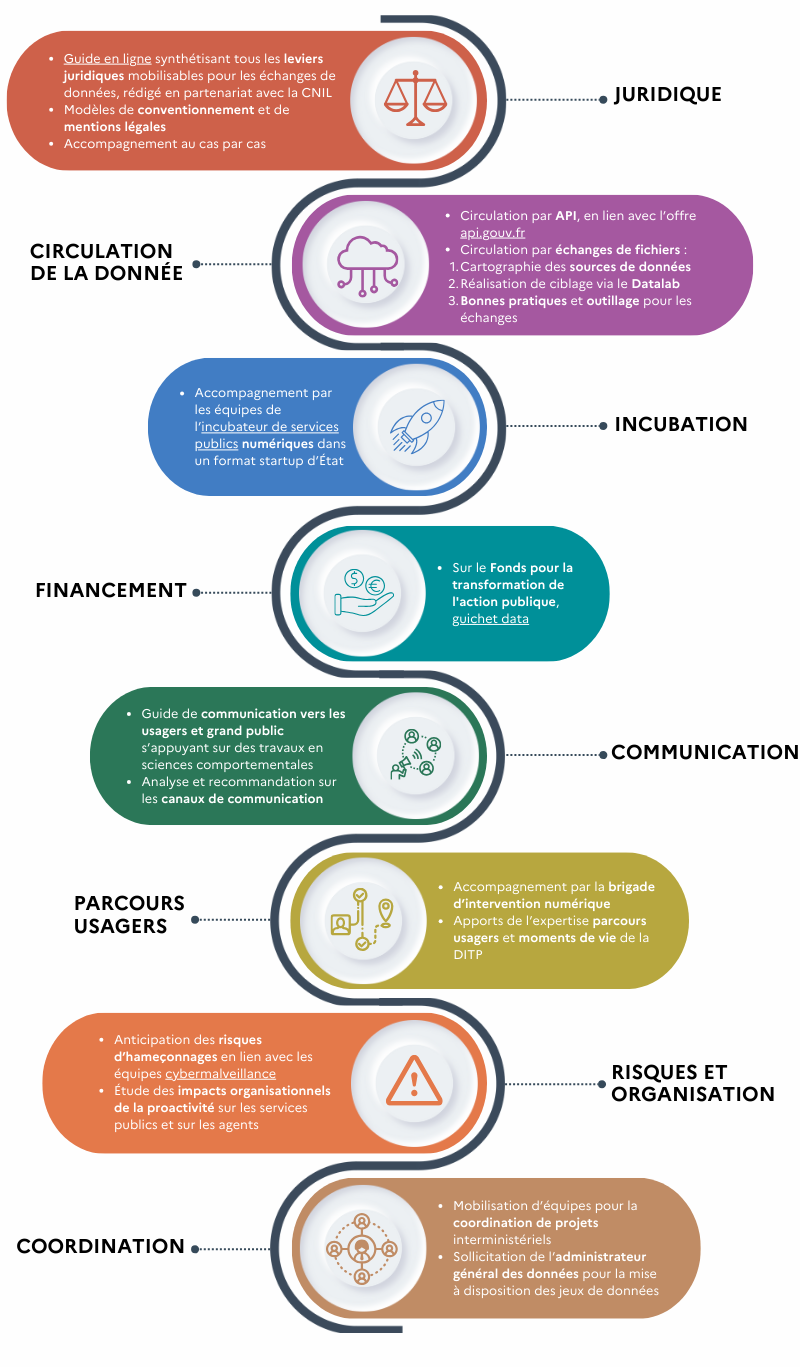 • Guide en ligne synthétisant tous les leviers
juridiques mobilisables pour les échanges de
données, rédigé en partenariat avec la CNIL
• Modèles de conventionnement et de
mentions légales
• Accompagnement au cas par cas
JURIDIQUE
CIRCULATION
DE LA DONNÉE
• Circulation par API, en lien avec l'offre
api.gouv.fr
• Circulation par échanges de fichiers :
1. Cartographie des sources de données
2. Réalisation de ciblage via le Datalab
3. Bonnes pratiques et outillage pour les
échanges
• Accompagnement par
les équipes de
l'incubateur de services
publics numériques dans
un format startup d'État
INCUBATION
FINANCEMENT
• Sur le Fonds pour la
transformation de
l'action publique,
guichet data
• Guide de communication vers les
usagers et grand public
s'appuyant sur des travaux en
sciences comportementales
• Analyse et recommandation sur
les canaux de communication
COMMUNICATION
PARCOURS
USAGERS
• Accompagnement par la brigade
d'intervention numérique
• Apports de l'expertise parcours
usagers et moments de vie de la
DITP
• Anticipation des risques
d'hameçonnages en lien avec les
équipes cybermalveillance
• Étude des impacts organisationnels
de la proactivité sur les services
publics et sur les agents
RISQUES ET
ORGANISATION
COORDINATION
• Mobilisation d'équipes pour la
coordination de projets
interministériels
• Sollicitation de l'administrateur
général des données pour la mise
à disposition des jeux de données